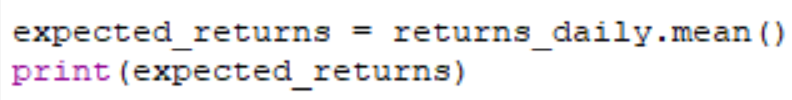 expected_returns = returns_daily.mean()
print(expected_returns)